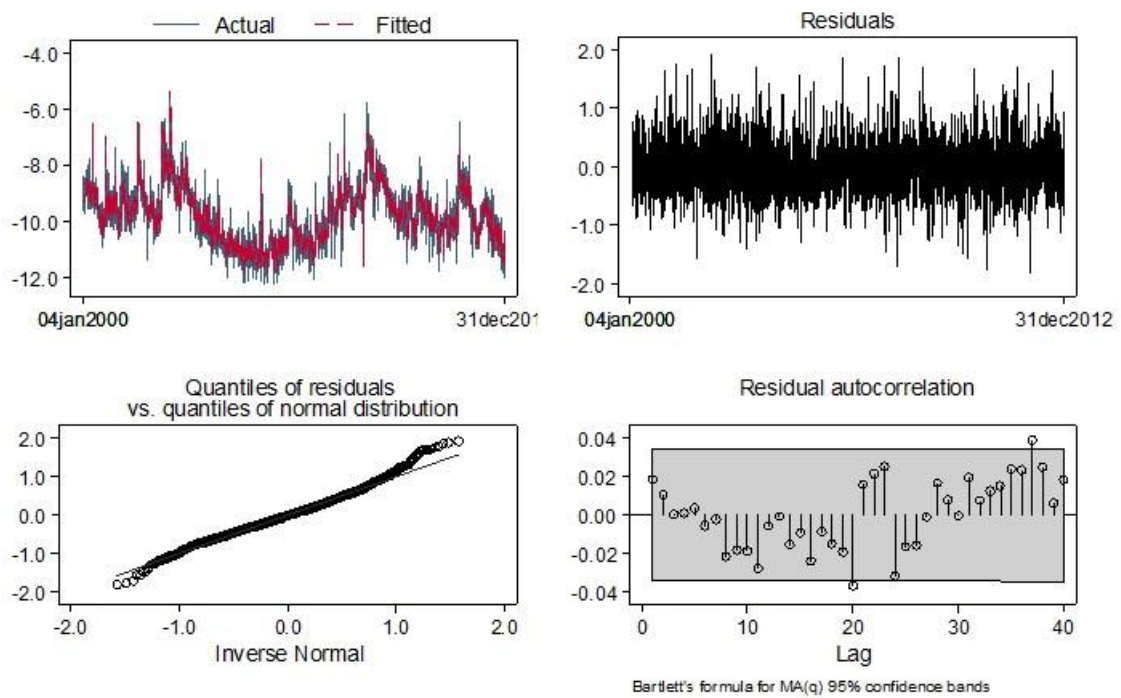 Actual Fitted
-4.0
-6.0
-8.0
-10.0
-12.0
04jan2000 31dec201
Residuals
2.0
1.0
0.0
-1.0
-2.0
04jan2000 31dec2012
Quantiles of residuals
vs. quantiles of normal distribution
2.0
1.0
0.0
-1.0
-2.0
-2.0 -1.0 0.0 1.0 2.0
Inverse Normal
Residual autocorrelation
0.04
0.02
0.00
-0.02
-0.04
0 10 20 30 40
Lag
Bartlett's formula for MA(q) 95% confidence bands